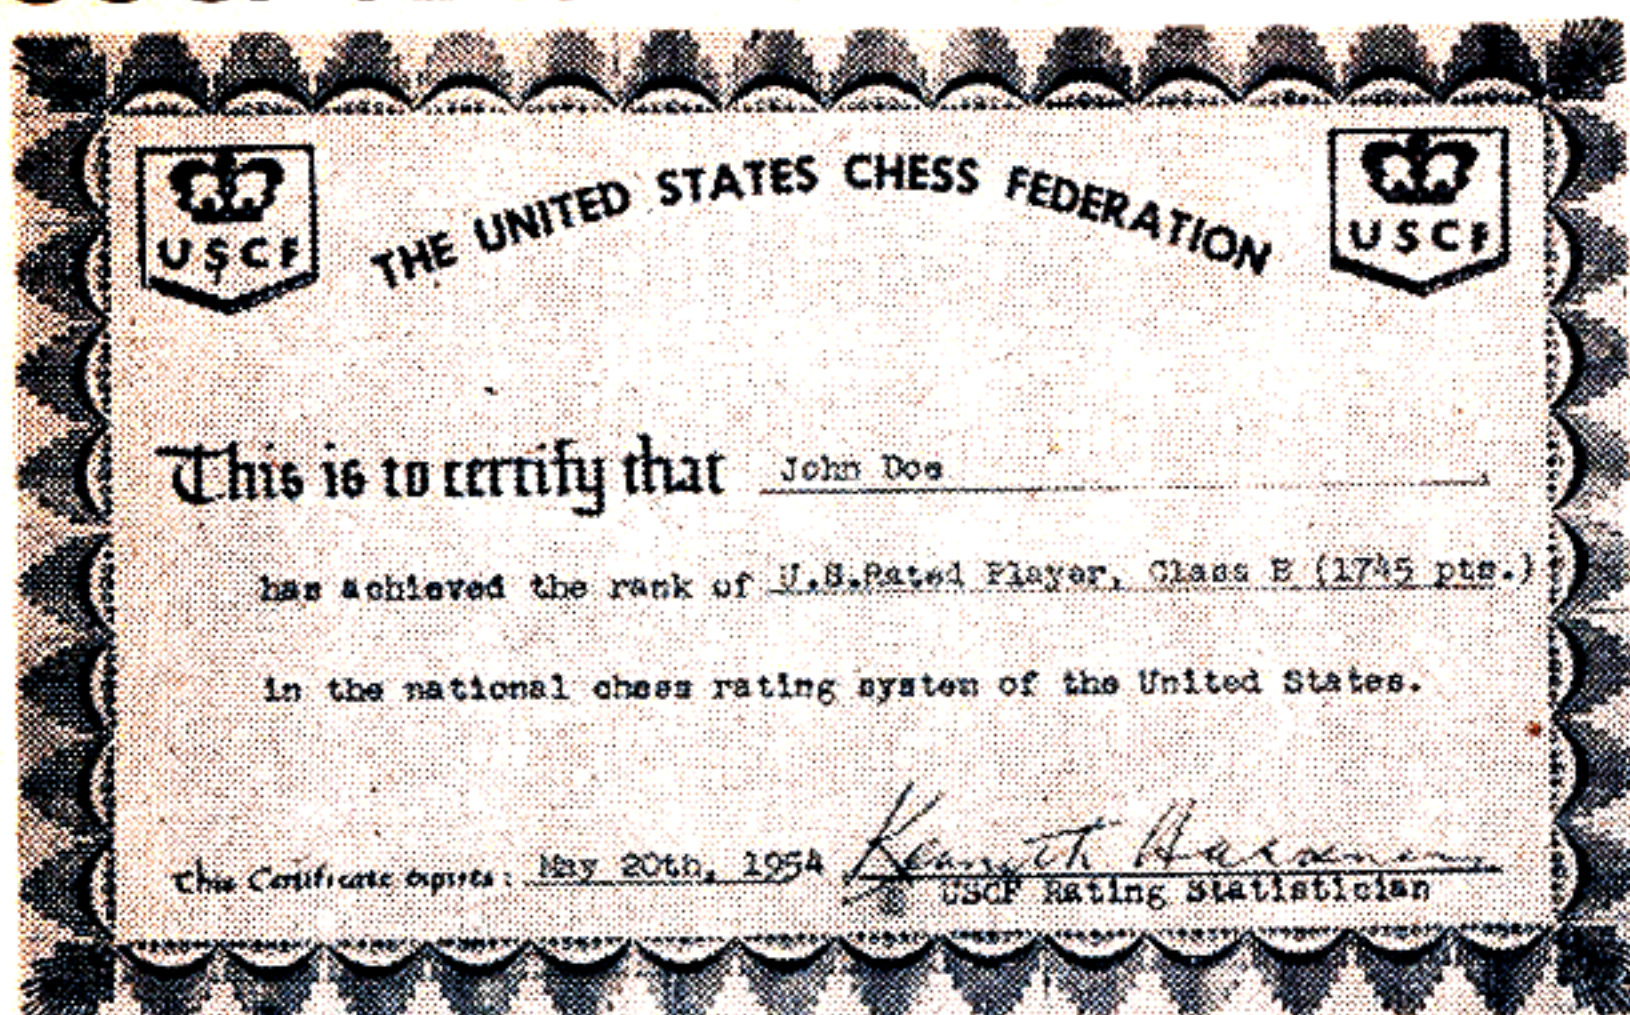 USCF
THE UNITED STATES CHESS FEDERATION
USCF
This is to certify that John Doe
has achieved the rank of U.S.Rated Player, Class B (1745 pts.)
in the national chess rating system of the United States.
This Certificate expires: May 20th, 1954 Kenneth Harkness
USCF Rating Statistician